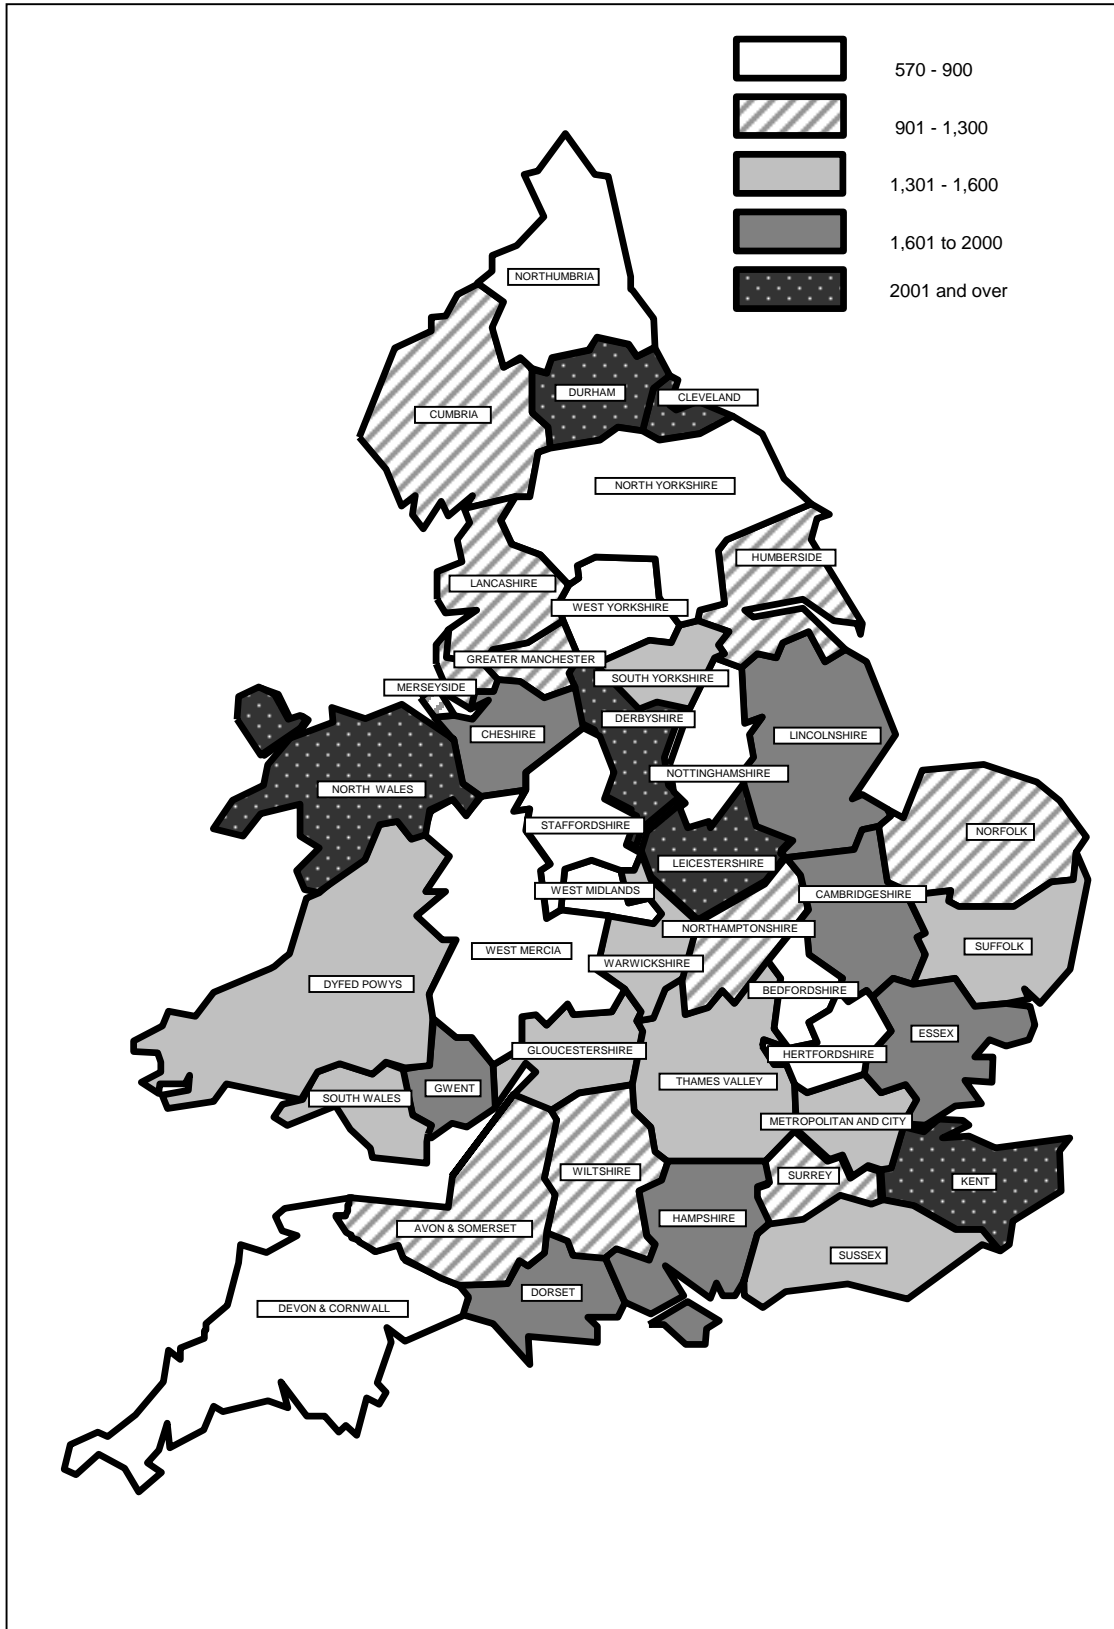 570 - 900
901 - 1,300
1,301 - 1,600
1,601 to 2000
2001 and over
NORTHUMBRIA
DURHAM
CLEVELAND
CUMBRIA
NORTH YORKSHIRE
HUMBERSIDE
LANCASHIRE
WEST YORKSHIRE
GREATER MANCHESTER
SOUTH YORKSHIRE
MERSEYSIDE
DERBYSHIRE
CHESHIRE
LINCOLNSHIRE
NOTTINGHAMSHIRE
NORTH WALES
STAFFORDSHIRE
NORFOLK
LEICESTERSHIRE
WEST MIDLANDS
CAMBRIDGESHIRE
NORTHAMPTONSHIRE
SUFFOLK
WEST MERCIA
WARWICKSHIRE
DYFED POWYS
BEDFORDSHIRE
ESSEX
GLOUCESTERSHIRE
HERTFORDSHIRE
THAMES VALLEY
GWENT
SOUTH WALES
METROPOLITAN AND CITY
WILTSHIRE
SURREY
KENT
HAMPSHIRE
AVON & SOMERSET
SUSSEX
DORSET
DEVON & CORNWALL